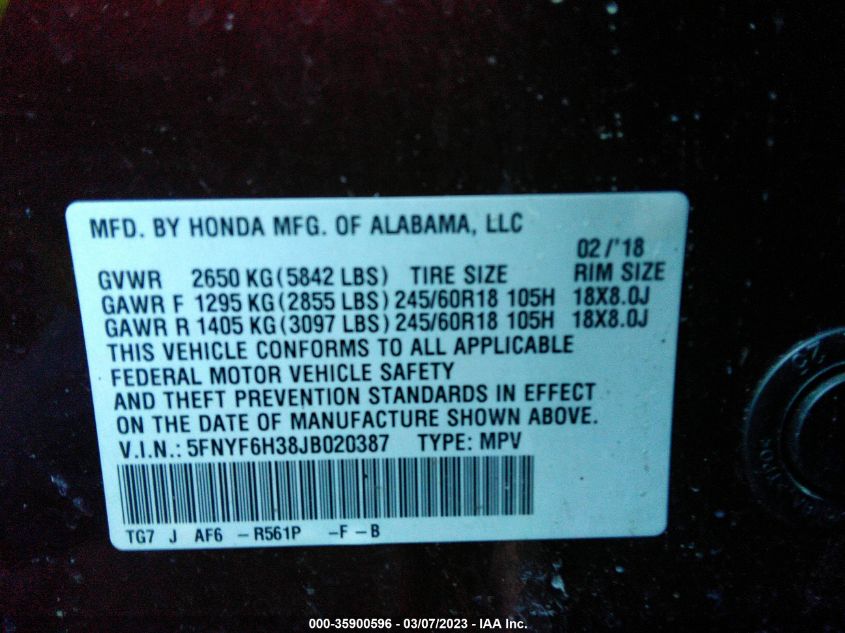 MFD. BY HONDA MFG. OF ALABAMA, LLC
02/'18
GVWR 2650 KG (5842 LBS) TIRE SIZE RIM SIZE
GAWR F 1295 KG (2855 LBS) 245/60R18 105H 18X8.0J
GAWR R 1405 KG (3097 LBS) 245/60R18 105H 18X8.0J
THIS VEHICLE CONFORMS TO ALL APPLICABLE
FEDERAL MOTOR VEHICLE SAFETY
AND THEFT PREVENTION STANDARDS IN EFFECT
ON THE DATE OF MANUFACTURE SHOWN ABOVE.
V.I.N.: 5FNYF6H38JB020387 TYPE: MPV
TG7 J AF6 -R561P -F-B
000-35900596 - 03/07/2023 - IAA Inc.